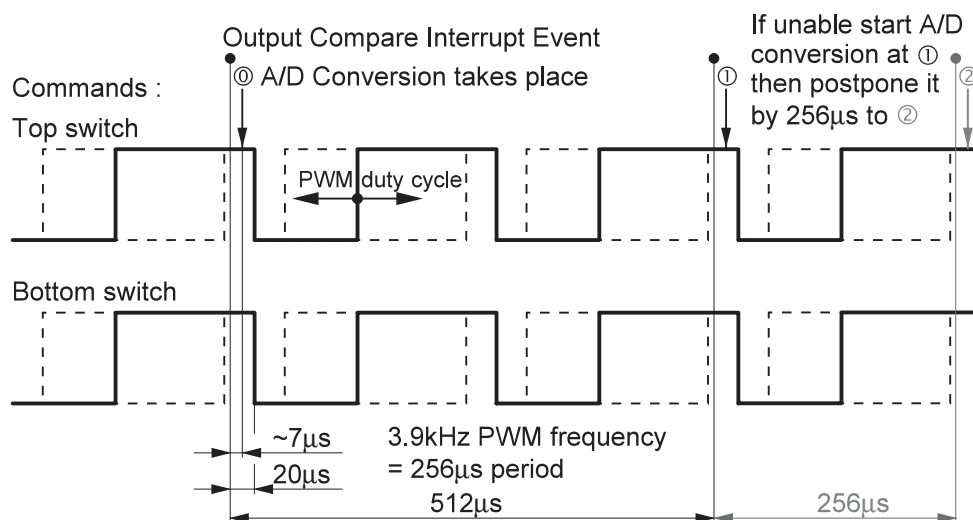 Output Compare Interrupt Event
⓪ A/D Conversion takes place
①
If unable start A/D
conversion at ①
then postpone it
by 256μs to ②
②
Commands :
Top switch
PWM duty cycle
Bottom switch
~7μs
20μs
3.9kHz PWM frequency
= 256μs period
512μs
256μs